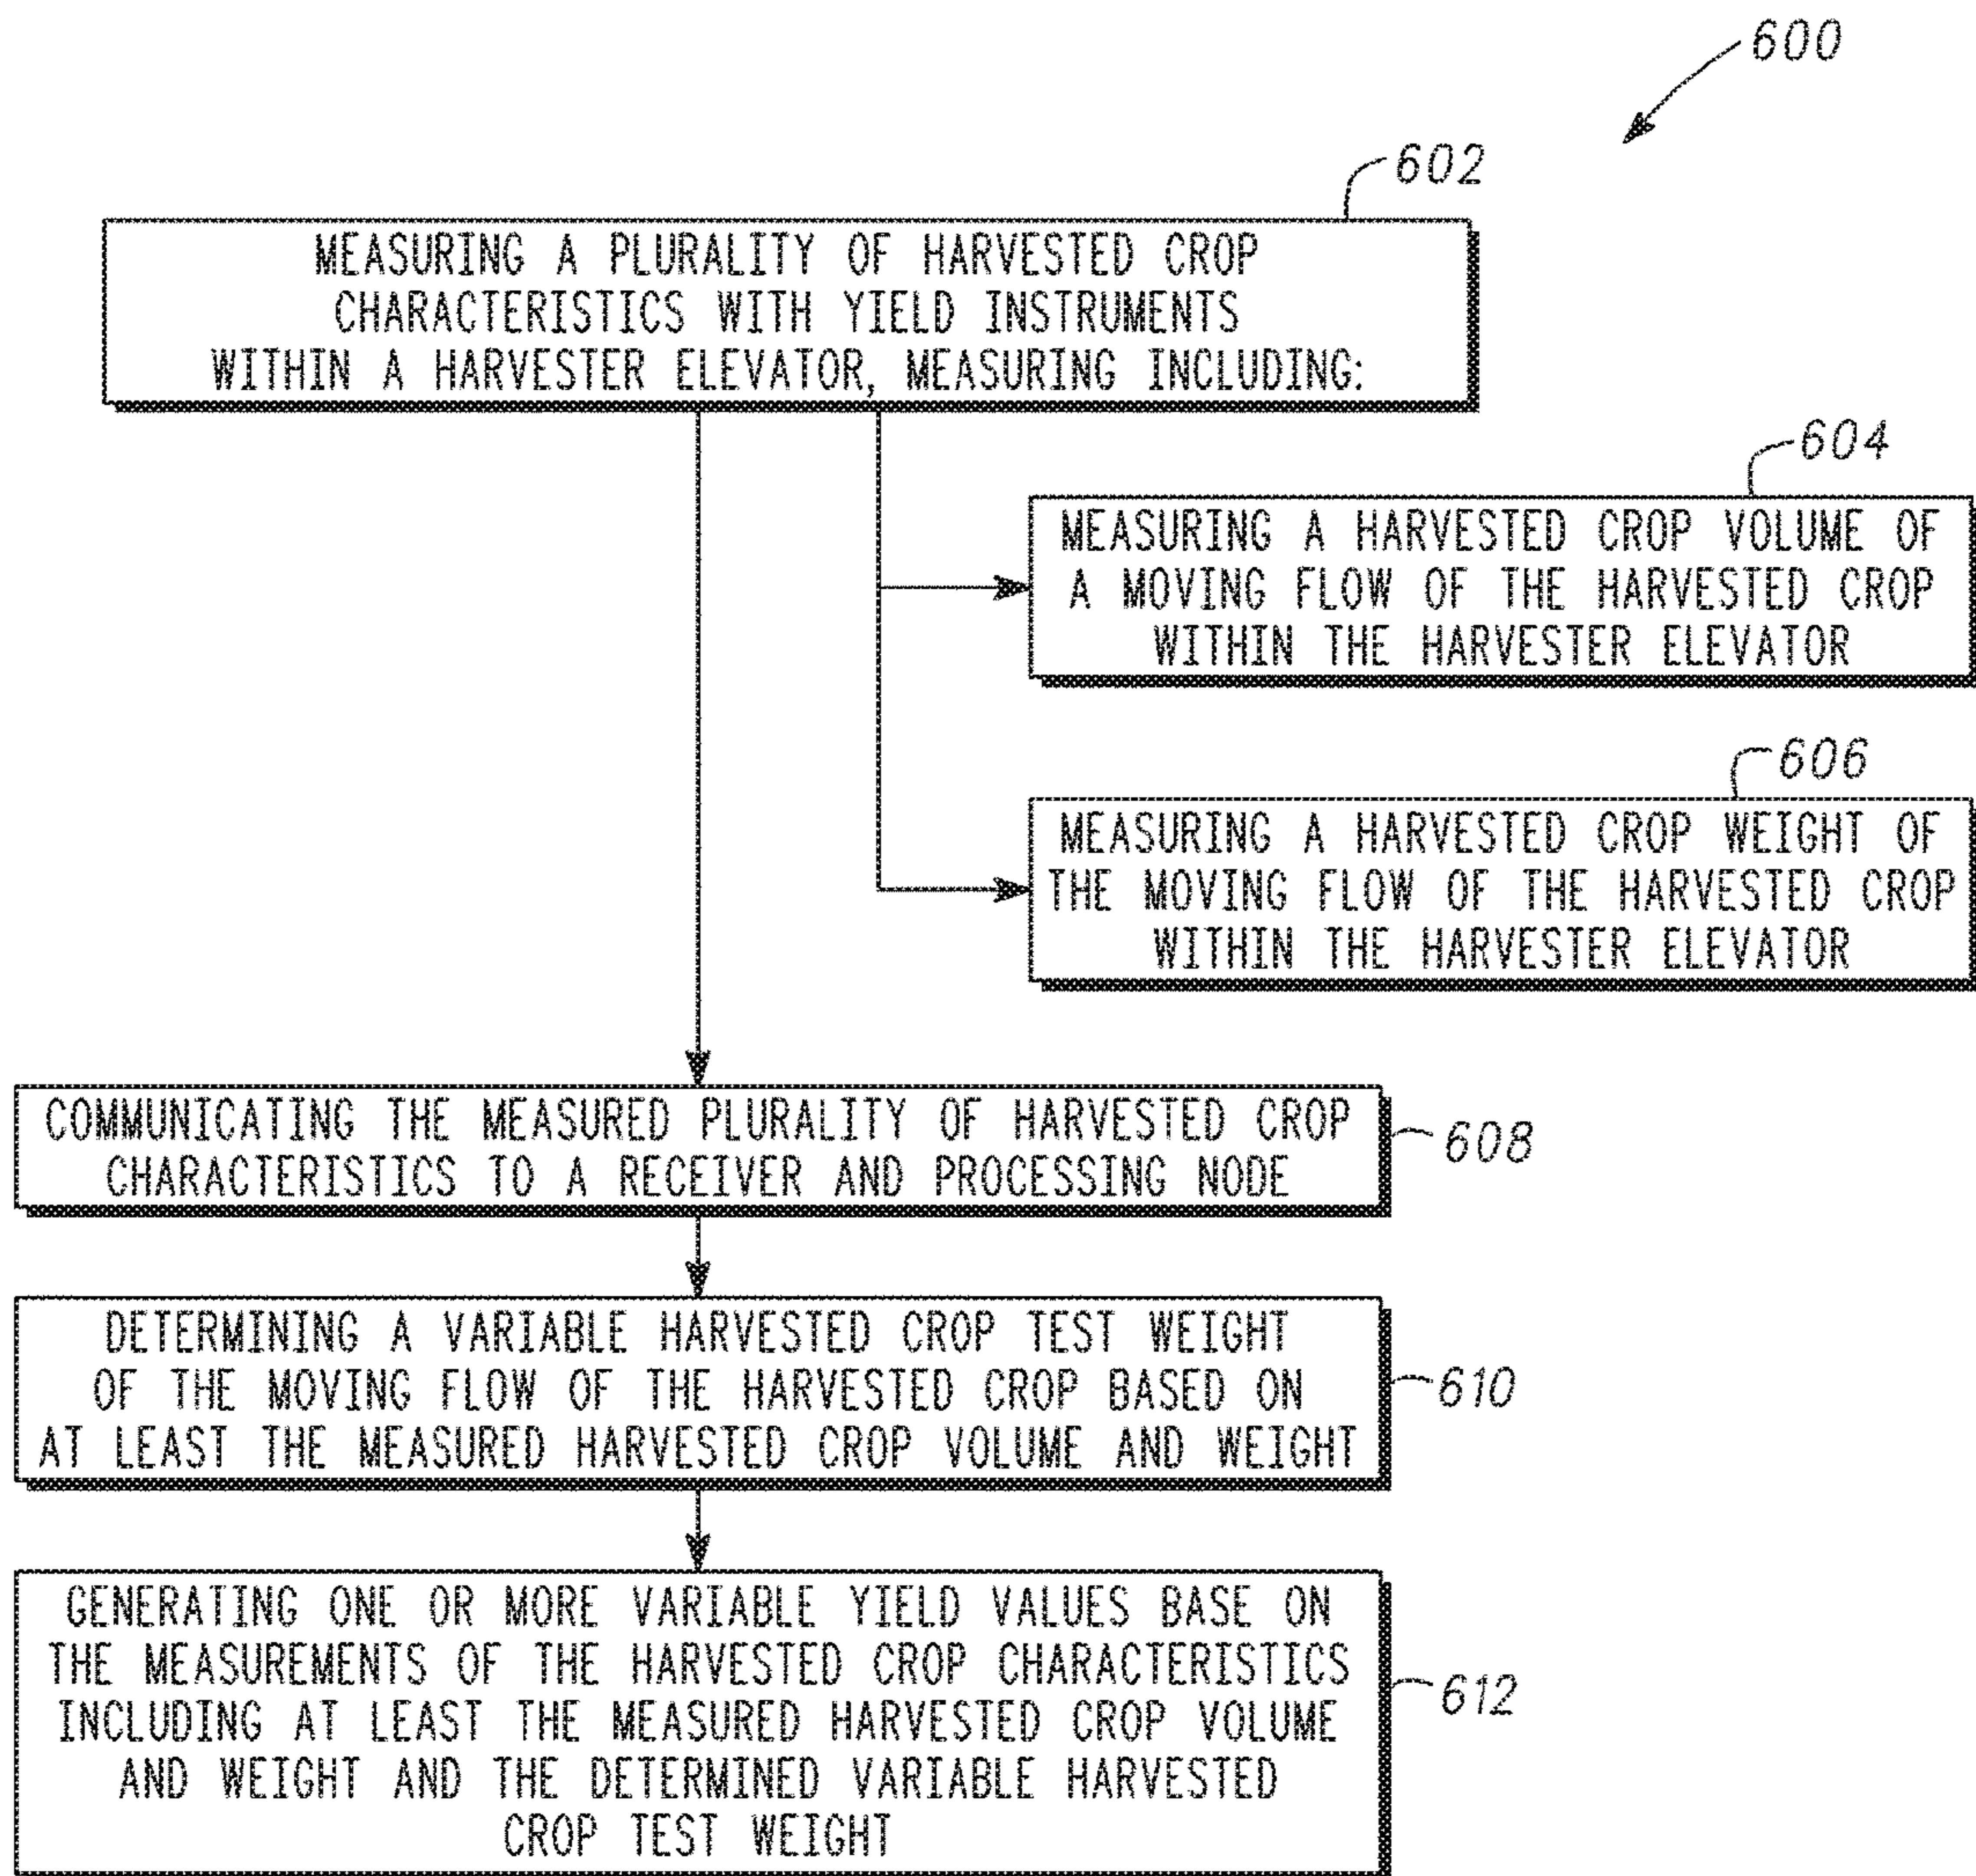 600
602
MEASURING A PLURALITY OF HARVESTED CROP
CHARACTERISTICS WITH YIELD INSTRUMENTS
WITHIN A HARVESTER ELEVATOR, MEASURING INCLUDING:
604
MEASURING A HARVESTED CROP VOLUME OF
A MOVING FLOW OF THE HARVESTED CROP
WITHIN THE HARVESTER ELEVATOR
606
MEASURING A HARVESTED CROP WEIGHT OF
THE MOVING FLOW OF THE HARVESTED CROP
WITHIN THE HARVESTER ELEVATOR
COMMUNICATING THE MEASURED PLURALITY OF HARVESTED CROP
CHARACTERISTICS TO A RECEIVER AND PROCESSING NODE
608
DETERMINING A VARIABLE HARVESTED CROP TEST WEIGHT
OF THE MOVING FLOW OF THE HARVESTED CROP BASED ON
AT LEAST THE MEASURED HARVESTED CROP VOLUME AND WEIGHT
610
GENERATING ONE OR MORE VARIABLE YIELD VALUES BASE ON
THE MEASUREMENTS OF THE HARVESTED CROP CHARACTERISTICS
INCLUDING AT LEAST THE MEASURED HARVESTED CROP VOLUME
AND WEIGHT AND THE DETERMINED VARIABLE HARVESTED
CROP TEST WEIGHT
612